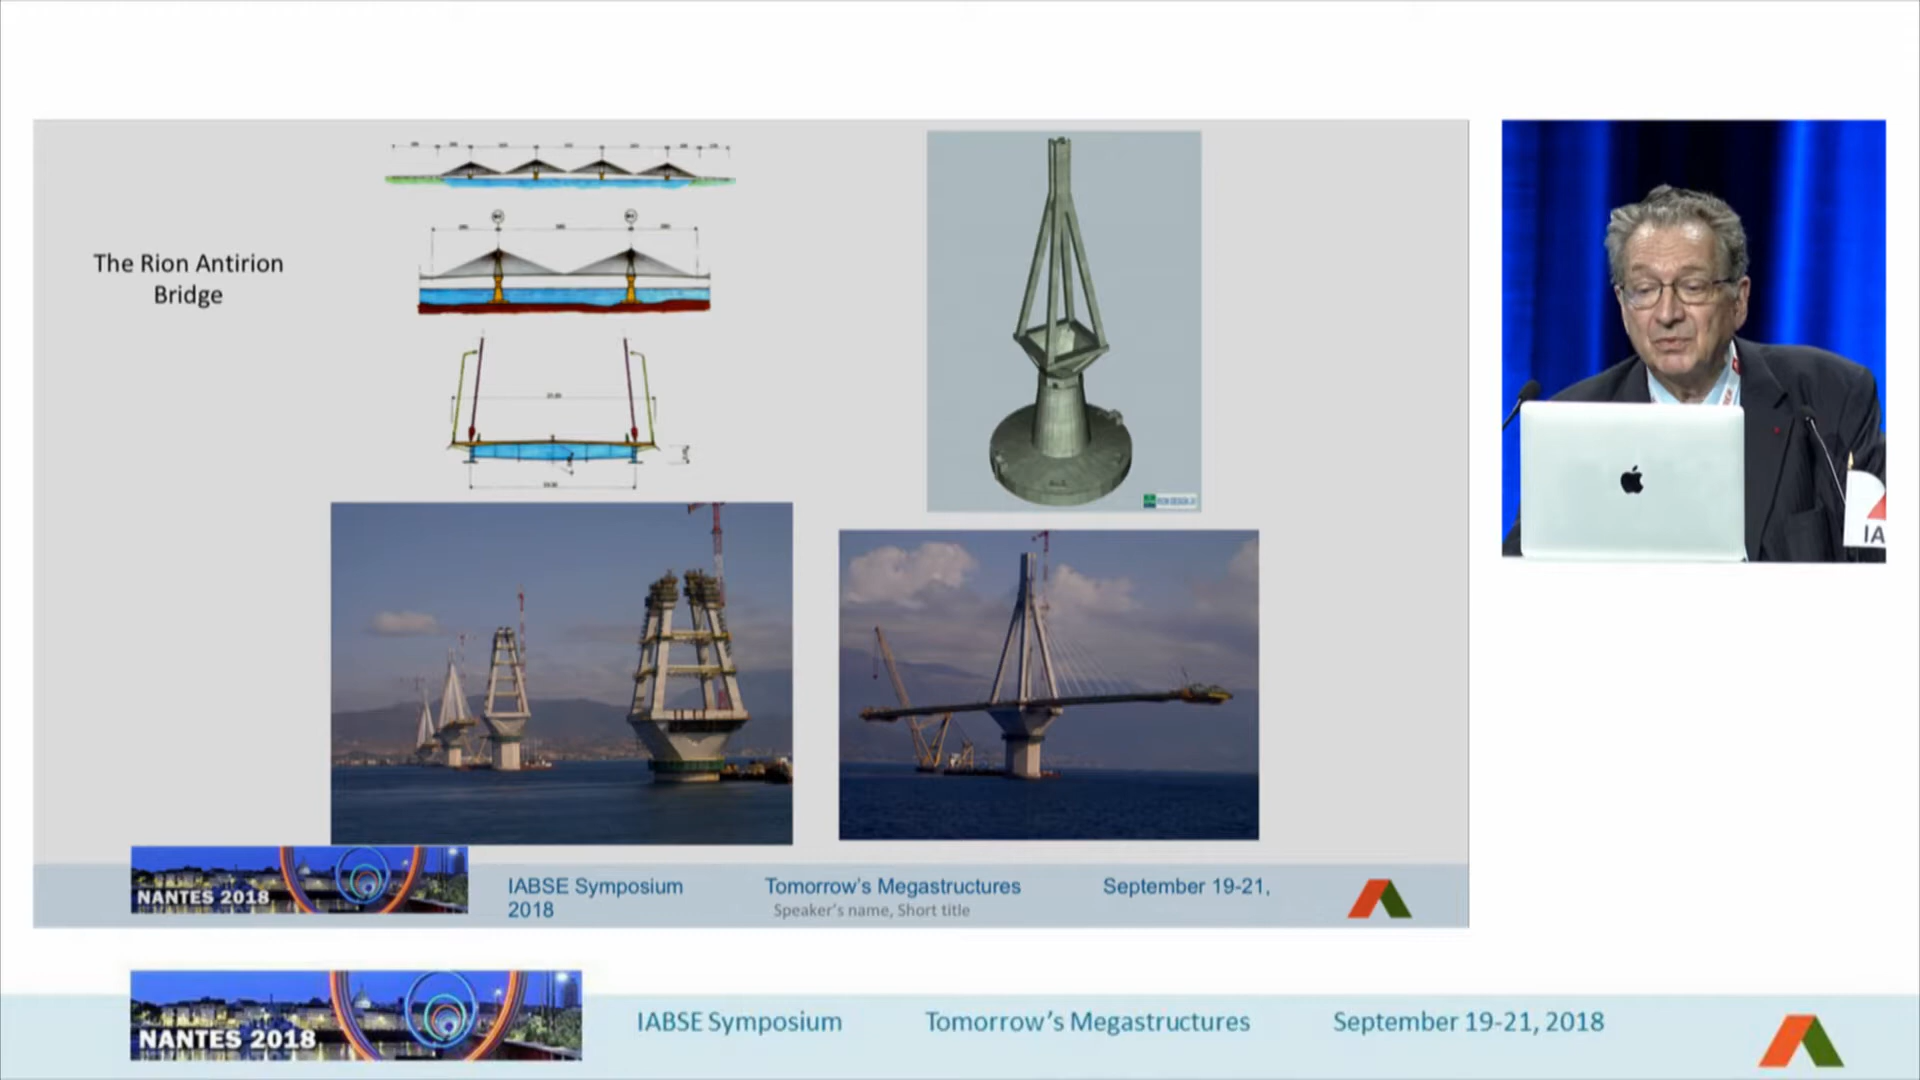 The Rion Antirion
Bridge
NANTES 2018
IABSE Symposium
2018
Tomorrow's Megastructures
Speaker's name, Short title
September 19-21,
IA
NANTES 2018
IABSE Symposium
Tomorrow's Megastructures
September 19-21, 2018